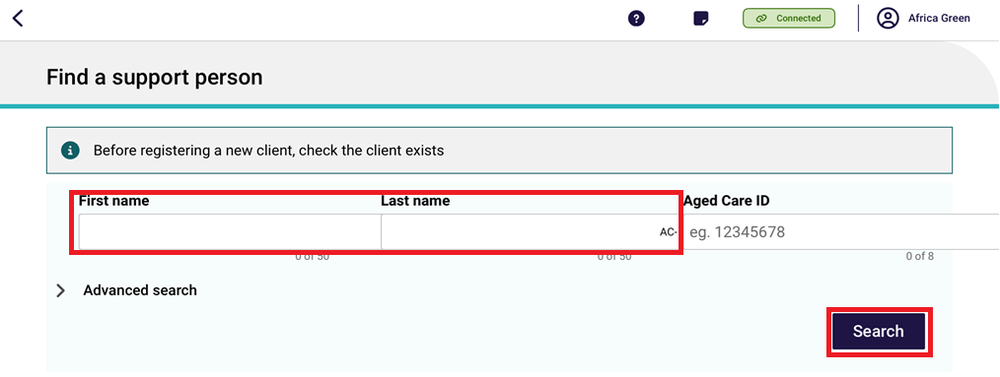 ? Connected Africa Green
Find a support person
Before registering a new client, check the client exists
First name Last name Aged Care ID
AC- eg. 12345678
0 of 50 0 of 50 0 of 8
Advanced search
Search